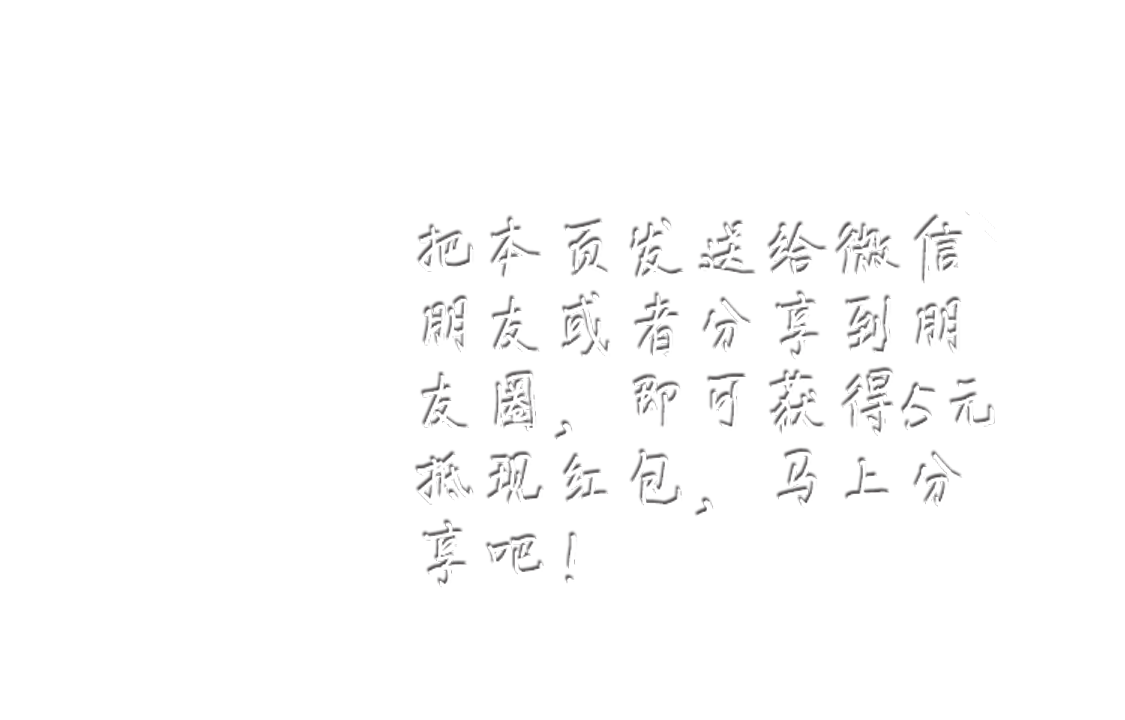 把本页发送给微信
朋友或者分享到朋
友圈，即可获得5元
抵现红包，马上分
享吧！